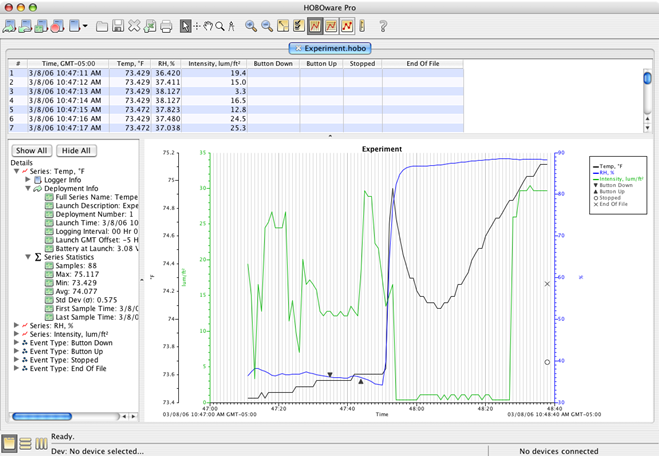 HOBOware Pro
Experiment.hobo
# Time, GMT-05:00 Temp, °F RH, % Intensity, lum/ft² Button Down Button Up Stopped End Of File
1 3/8/06 10:47:11 AM 73.429 36.420 19.4
2 3/8/06 10:47:12 AM 73.429 37.411 15.0
3 3/8/06 10:47:13 AM 73.429 38.127 3.3
4 3/8/06 10:47:14 AM 73.429 38.127 16.5
5 3/8/06 10:47:15 AM 73.472 37.823 12.8
6 3/8/06 10:47:16 AM 73.429 37.480 24.5
7 3/8/06 10:47:17 AM 73.472 37.038 25.3
Show All Hide All
Details
Series: Temp, °F
Logger Info
Deployment Info
Full Series Name: Tempe
Launch Description: Expe
Deployment Number: 1
Launch Time: 3/8/06 10
Logging Interval: 00 Hr 0
Launch GMT Offset: -5 H
Battery at Launch: 3.08 V
Series Statistics
Samples: 88
Max: 75.117
Min: 73.429
Avg: 74.077
Std Dev (σ): 0.575
First Sample Time: 3/8/0
Last Sample Time: 3/8/0
Series: RH, %
Series: Intensity, lum/ft²
Event Type: Button Down
Event Type: Button Up
Event Type: Stopped
Event Type: End Of File
Experiment
75.2
74.8
74.4
74.2
73.6
73.4
°F
35
30
25
20
15
10
5
0
lum/ft²
90
80
70
60
50
40
30
%
47:00 47:20 47:40 48:00 48:20 48:40
03/08/06 10:47:00 AM GMT-05:00 Time 03/08/06 10:48:40 AM GMT-05:00
Temp, °F
RH, %
Intensity, lum/ft²
Button Down
Button Up
Stopped
End Of File
Ready.
Dev: No device selected... No devices connected